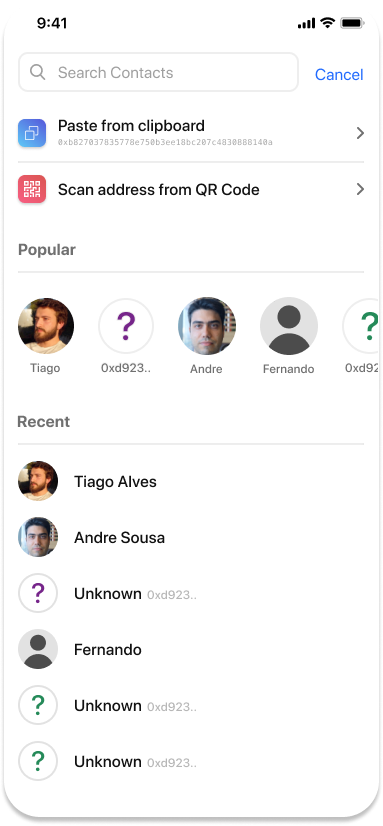 9:41
Search Contacts
Cancel
Paste from clipboard
0xb827037835778e750b3ee18bc207c4830888140a
Scan address from QR Code
Popular
?
?
Tiago
0xd923..
Andre
Fernando
0xd92
Recent
Tiago Alves
Andre Sousa
?
Unknown 0xd923..
Fernando
?
Unknown 0xd923..
?
Unknown 0xd923..